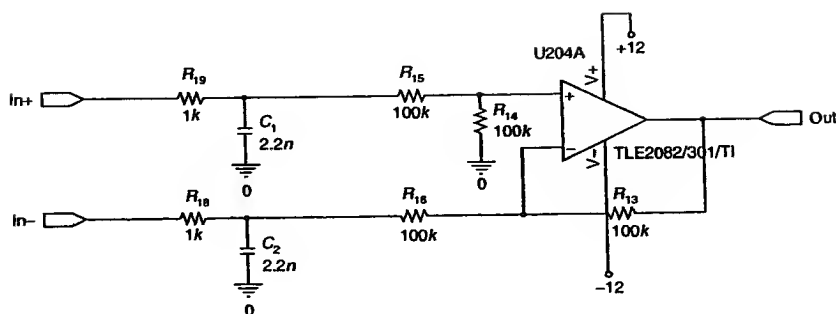 U204A
+12
V+
In+
R19
1k
C1
2.2n
0
R15
100k
R14
100k
0
+
−
Out
TLE2082/301/TI
V−
In−
R18
1k
C2
2.2n
0
R16
100k
R13
100k
−12